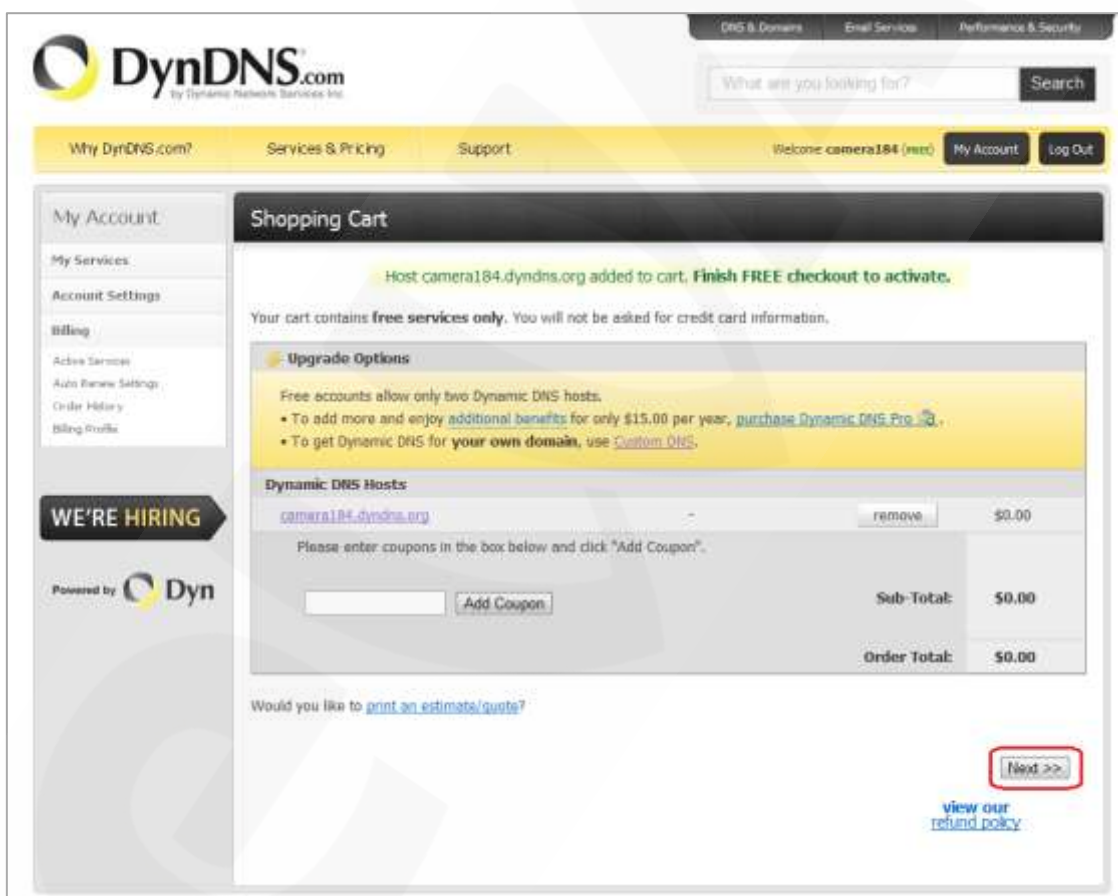 DNS & Domains Email Services Performance & Security
DynDNS.com
by Dynamic Network Services Inc.
What are you looking for? Search
Why DynDNS.com? Services & Pricing Support Welcome camera184 (FREE) My Account Log Out
My Account
My Services
Account Settings
Billing
Active Services
Auto Renew Settings
Order History
Billing Profile
WE'RE HIRING
Powered by Dyn
Shopping Cart
Host camera184.dyndns.org added to cart. Finish FREE checkout to activate.
Your cart contains free services only. You will not be asked for credit card information.
Upgrade Options
Free accounts allow only two Dynamic DNS hosts.
• To add more and enjoy additional benefits for only $15.00 per year, purchase Dynamic DNS Pro .
• To get Dynamic DNS for your own domain, use Custom DNS.
Dynamic DNS Hosts
camera184.dyndns.org - remove $0.00
Please enter coupons in the box below and click "Add Coupon".
Add Coupon Sub-Total: $0.00
Order Total: $0.00
Would you like to print an estimate/quote?
Next >>
view our
refund policy